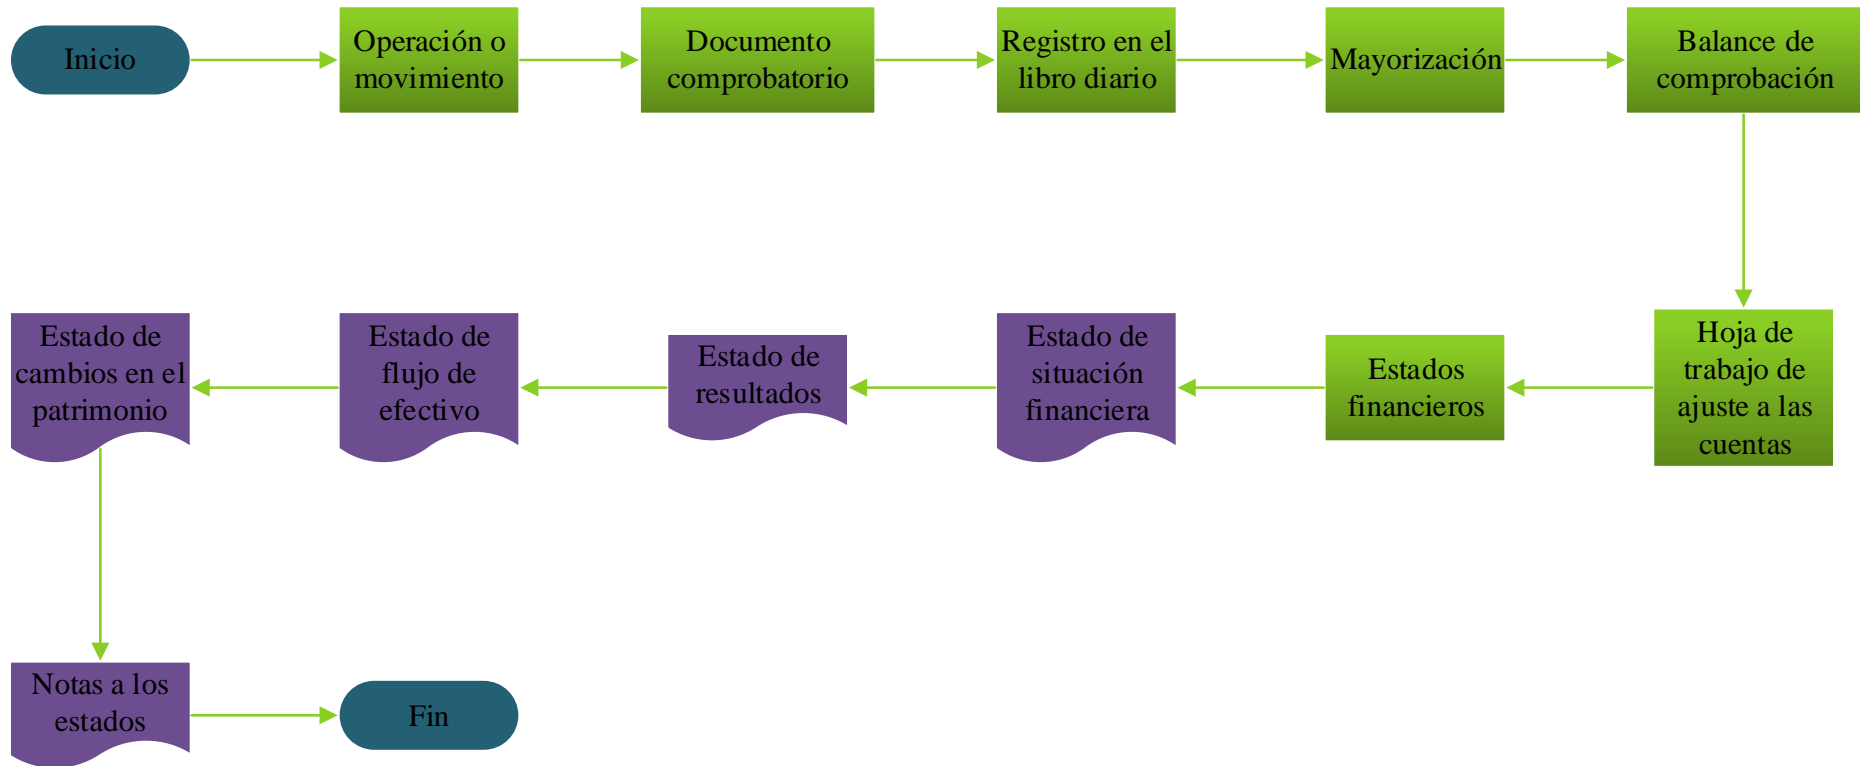 Inicio
Operación o
movimiento
Documento
comprobatorio
Registro en el
libro diario
Mayorización
Balance de
comprobación
Hoja de
trabajo de
ajuste a las
cuentas
Estados
financieros
Estado de
situación
financiera
Estado de
resultados
Estado de
flujo de
efectivo
Estado de
cambios en el
patrimonio
Notas a los
estados
Fin